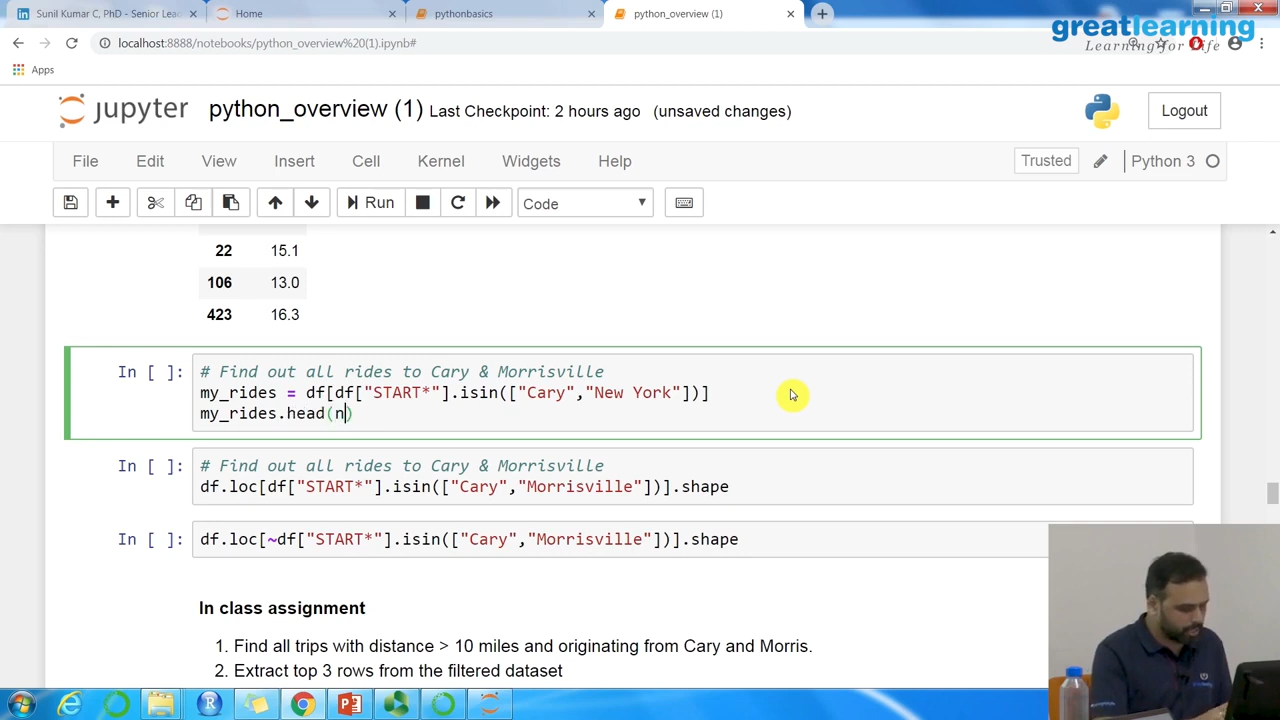 Sunil Kumar C, PhD - Senior Lea
Home
pythonbasics
python_overview (1)
greatlearning
Learning for Life
localhost:8888/notebooks/python_overview%20(1).ipynb#
Apps
jupyter python_overview (1) Last Checkpoint: 2 hours ago (unsaved changes)
Logout
File Edit View Insert Cell Kernel Widgets Help
Trusted
Python 3
Run
Code
22 15.1
106 13.0
423 16.3
In [ ]: # Find out all rides to Cary & Morrisville
my_rides = df[df["START*"].isin(["Cary","New York"])]
my_rides.head(n)
In [ ]: # Find out all rides to Cary & Morrisville
df.loc[df["START*"].isin(["Cary","Morrisville"])].shape
In [ ]: df.loc[~df["START*"].isin(["Cary","Morrisville"])].shape
In class assignment
1. Find all trips with distance > 10 miles and originating from Cary and Morris.
2. Extract top 3 rows from the filtered dataset